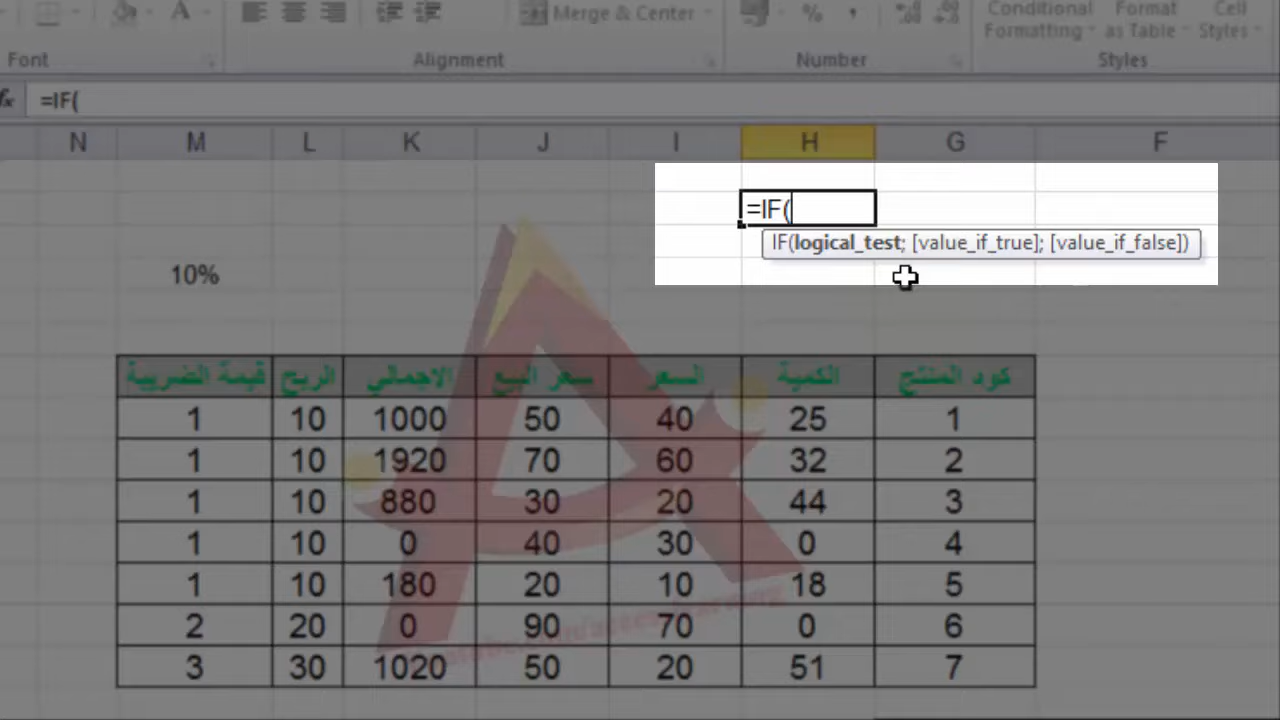 Merge & Center
%
Conditional Formatting
Format as Table
Cell Styles
Font
Alignment
Number
Styles
fx =IF(
N M L K J I H G F
=IF(
IF(logical_test; [value_if_true]; [value_if_false])
10%
كود المنتج الكمية السعر سعر البيع الاجمالي الربح قيمة الضريبة
1 25 40 50 1000 10 1
2 32 60 70 1920 10 1
3 44 20 30 880 10 1
4 0 30 40 0 10 1
5 18 10 20 180 10 1
6 0 70 90 0 20 2
7 51 20 50 1020 30 3